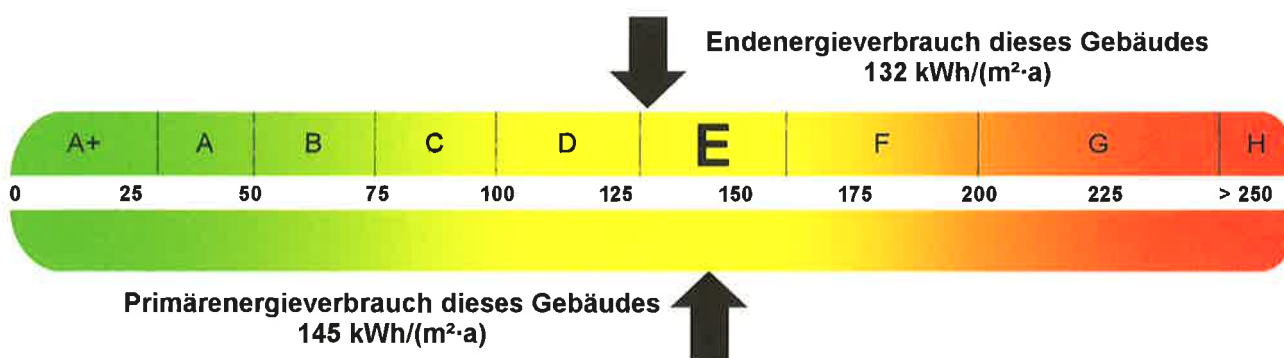 Endenergieverbrauch dieses Gebäudes
132 kWh/(m²·a)
A+ A B C D E F G H
0 25 50 75 100 125 150 175 200 225 > 250
Primärenergieverbrauch dieses Gebäudes
145 kWh/(m²·a)